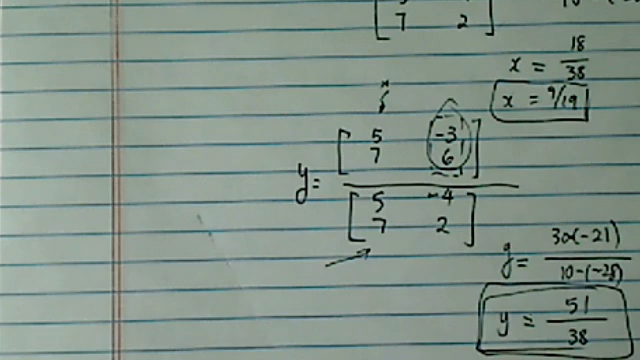 7 2
x = 18/38
x = 9/19
y = [5 -3
7 6]
[5 -4
7 2]
y = 30-(-21) / 10-(-28)
y = 51/38